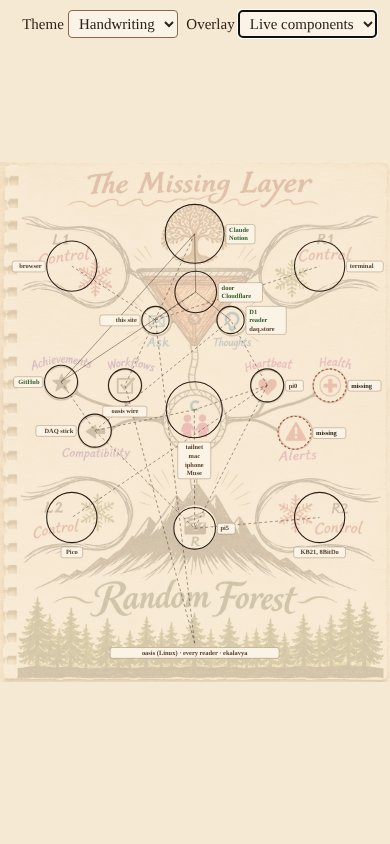 Theme Handwriting Overlay Live components
The Missing Layer
Claude
Notion
L1
Control
R1
Control
browser
terminal
door
Cloudflare
this site
D1
reader
daq.store
Ask
Thoughts
Achievements
Workflows
Heartbeat
Health
GitHub
pi0
missing
oasis wire
C
DAQ stick
missing
Compatibility
Alerts
tailnet
mac
iphone
Muse
L2
Control
R2
Control
pi5
R
Pico
KB21, 8BitDo
Random Forest
oasis (Linux) · every reader · ekalavya